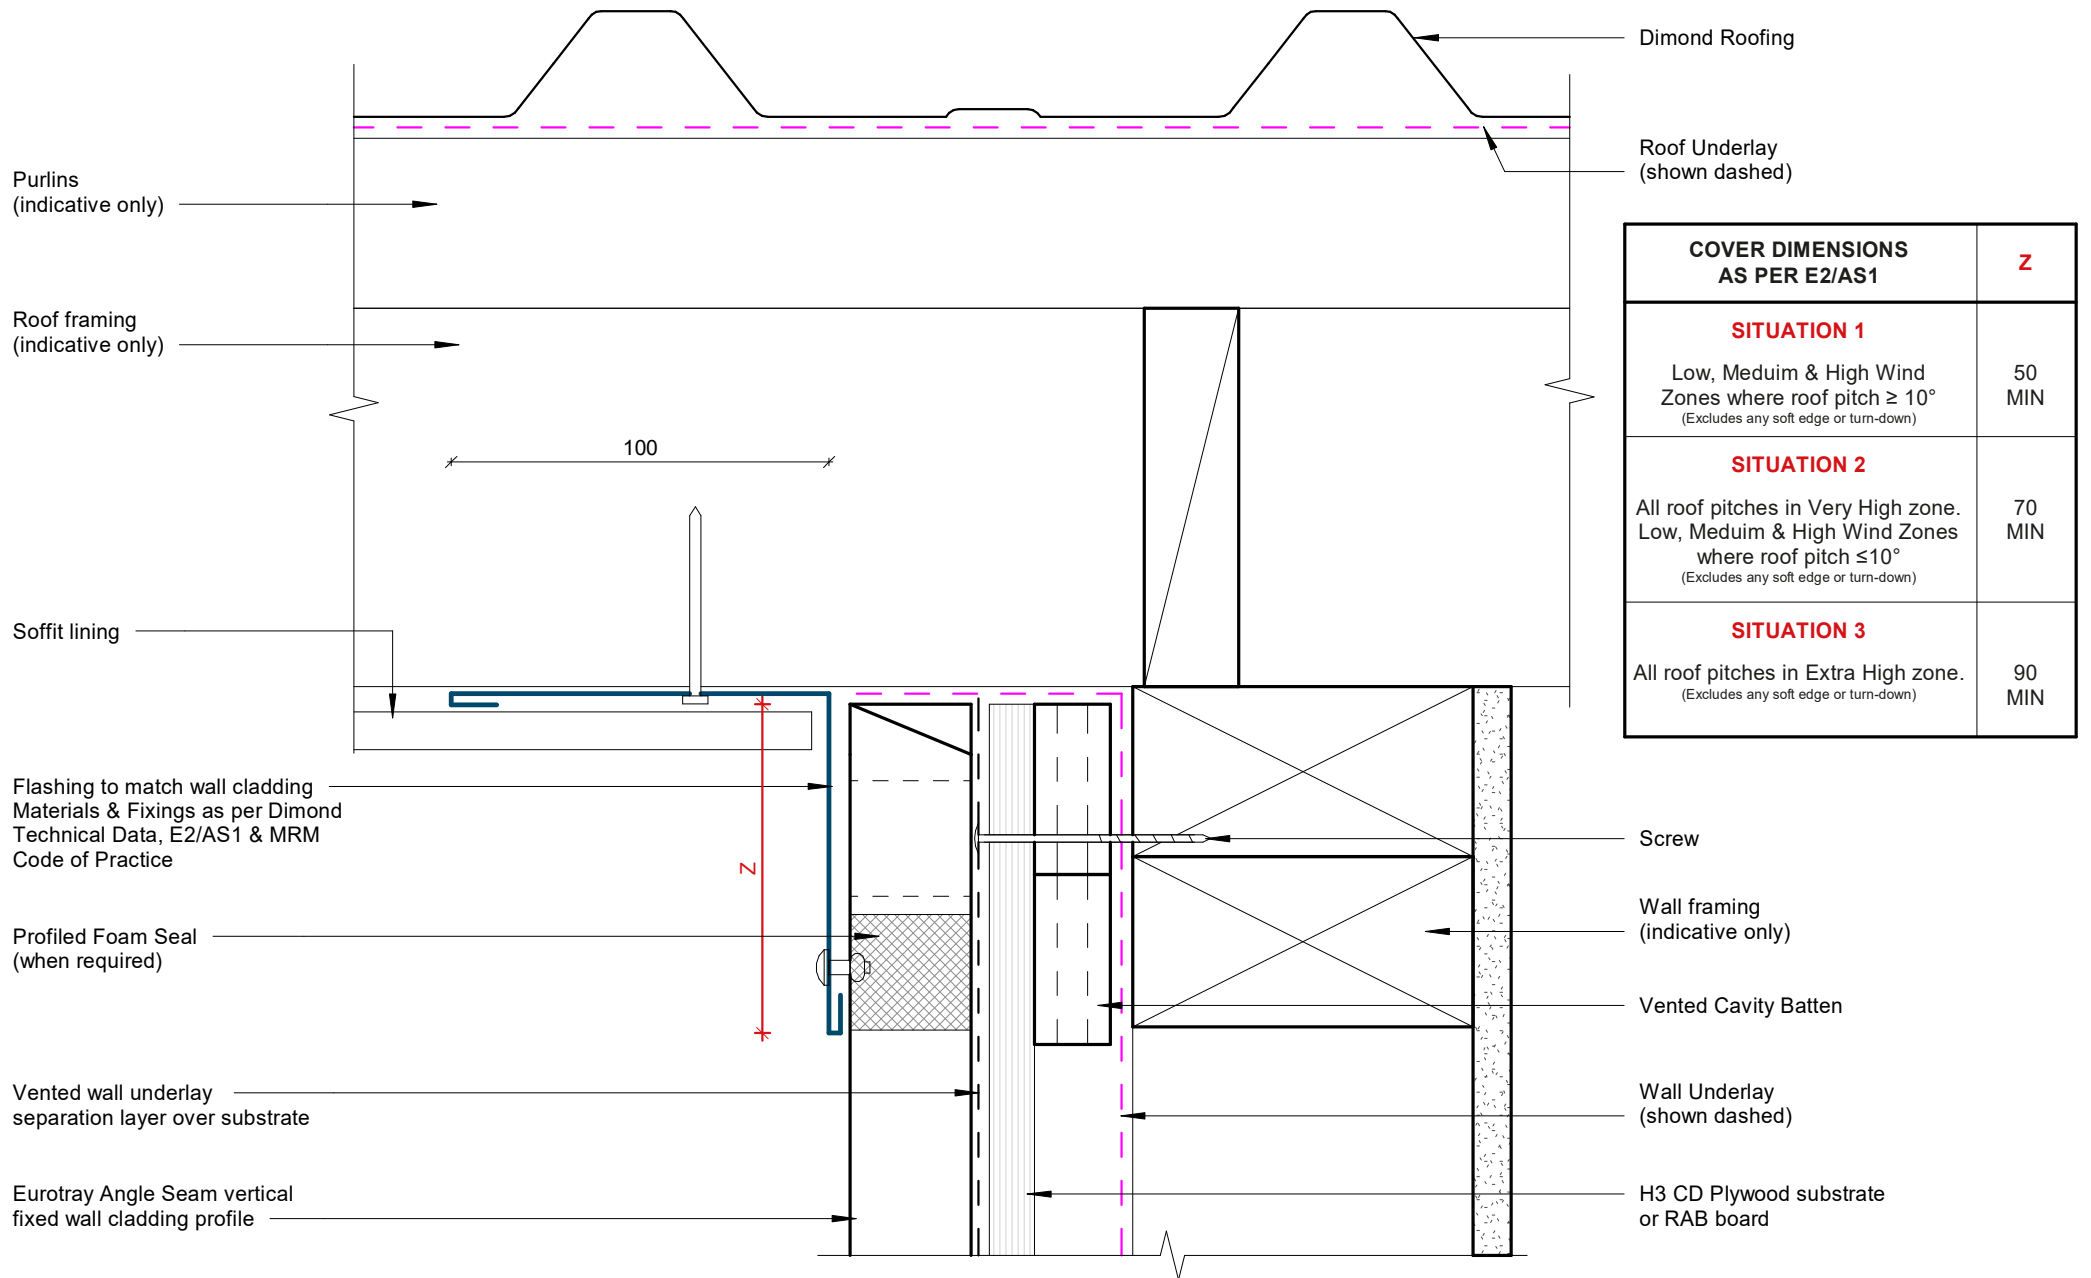 Dimond Roofing
Roof Underlay
(shown dashed)
Purlins
(indicative only)
COVER DIMENSIONS
AS PER E2/AS1
Z
SITUATION 1
Low, Meduim & High Wind
Zones where roof pitch ≥ 10°
(Excludes any soft edge or turn-down)
50
MIN
SITUATION 2
All roof pitches in Very High zone.
Low, Meduim & High Wind Zones
where roof pitch ≤10°
(Excludes any soft edge or turn-down)
70
MIN
SITUATION 3
All roof pitches in Extra High zone.
(Excludes any soft edge or turn-down)
90
MIN
Roof framing
(indicative only)
100
Soffit lining
Flashing to match wall cladding
Materials & Fixings as per Dimond
Technical Data, E2/AS1 & MRM
Code of Practice
Z
Screw
Profiled Foam Seal
(when required)
Wall framing
(indicative only)
Vented Cavity Batten
Vented wall underlay
separation layer over substrate
Wall Underlay
(shown dashed)
Eurotray Angle Seam vertical
fixed wall cladding profile
H3 CD Plywood substrate
or RAB board